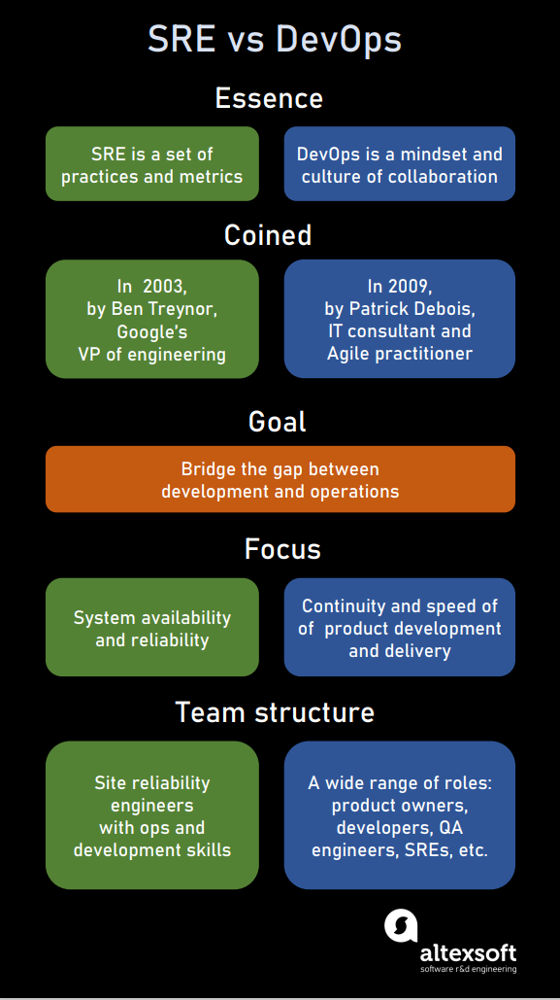 SRE vs DevOps
Essence
SRE is a set of
practices and metrics
DevOps is a mindset and
culture of collaboration
Coined
In 2003,
by Ben Treynor,
Google's
VP of engineering
In 2009,
by Patrick Debois,
IT consultant and
Agile practitioner
Goal
Bridge the gap between
development and operations
Focus
System availability
and reliability
Continuity and speed of
of product development
and delivery
Team structure
Site reliability
engineers
with ops and
development skills
A wide range of roles:
product owners,
developers, QA
engineers, SREs, etc.
altexsoft
software r&d engineering